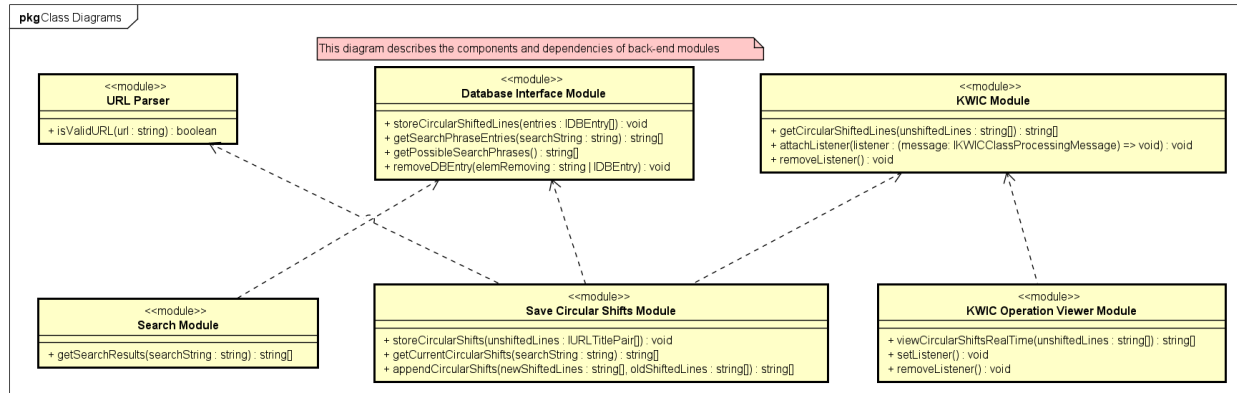 pkg Class Diagrams
This diagram describes the components and dependencies of back-end modules
<<module>>
URL Parser
+ isValidURL(url : string) : boolean
<<module>>
Database Interface Module
+ storeCircularShiftedLines(entries : IDBEntry[]) : void
+ getSearchPhraseEntries(searchString : string) : string[]
+ getPossibleSearchPhrases() : string[]
+ removeDBEntry(elemRemoving : string | IDBEntry) : void
<<module>>
KWIC Module
+ getCircularShiftedLines(unshiftedLines : string[]) : string[]
+ attachListener(listener : (message: IKWICClassProcessingMessage) => void) : void
+ removeListener() : void
<<module>>
Search Module
+ getSearchResults(searchString : string) : string[]
<<module>>
Save Circular Shifts Module
+ storeCircularShifts(unshiftedLines : IURLTitlePair[]) : void
+ getCurrentCircularShifts(searchString : string) : string[]
+ appendCircularShifts(newShiftedLines : string[], oldShiftedLines : string[]) : string[]
<<module>>
KWIC Operation Viewer Module
+ viewCircularShiftsRealTime(unshiftedLines : string[]) : string[]
+ setListener() : void
+ removeListener() : void